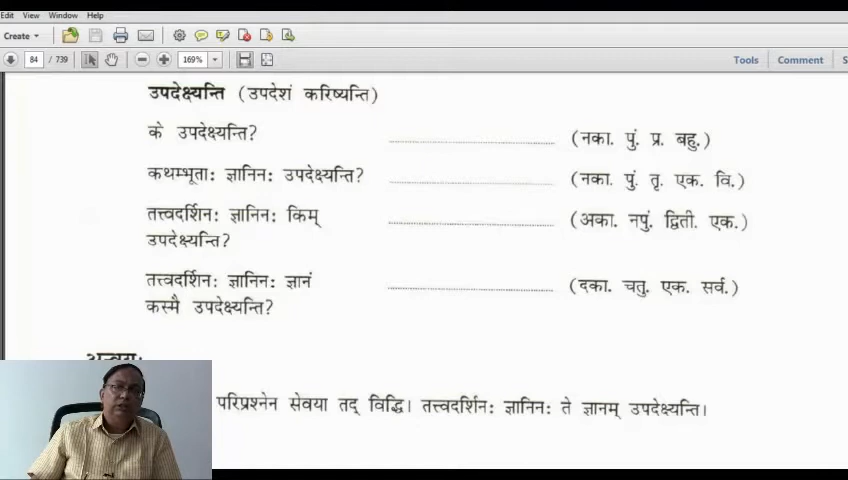 Edit View Window Help
Create
84 / 739 169% Tools Comment
उपदेक्ष्यन्ति (उपदेशं करिष्यन्ति)
के उपदेक्ष्यन्ति? (नका. पुं. प्र. बहु.)
कथम्भूताः ज्ञानिनः उपदेक्ष्यन्ति? (नका. पुं. तृ. एक. वि.)
तत्त्वदर्शिनः ज्ञानिनः किम् (अका. नपुं. द्विती. एक.)
उपदेक्ष्यन्ति?
तत्त्वदर्शिनः ज्ञानिनः ज्ञानं (दका. चतु. एक. सर्व.)
कस्मै उपदेक्ष्यन्ति?
अन्वयः
परिप्रश्नेन सेवया तद् विद्धि। तत्त्वदर्शिनः ज्ञानिनः ते ज्ञानम् उपदेक्ष्यन्ति।